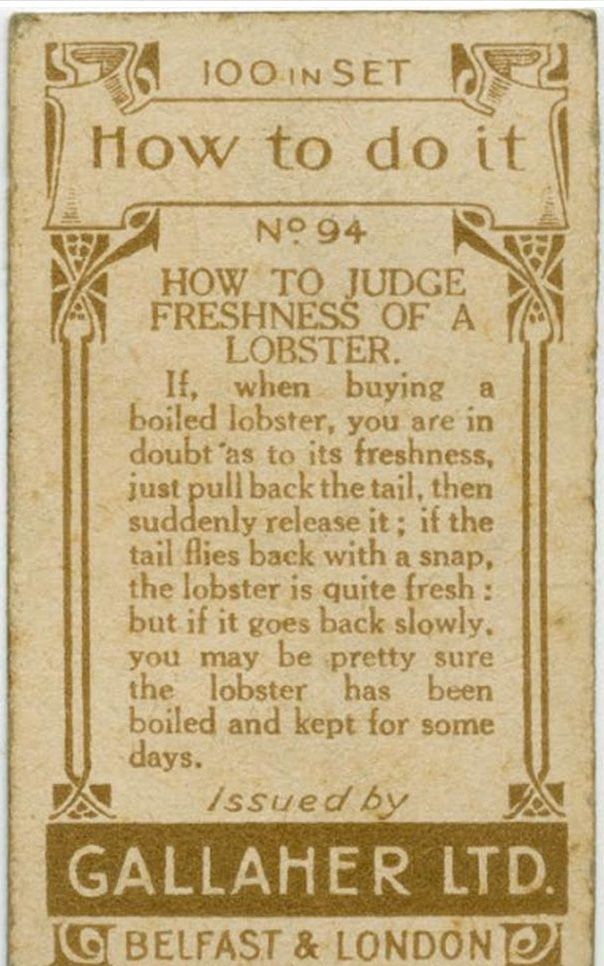 100 IN SET
How to do it
Nº 94
HOW TO JUDGE
FRESHNESS OF A
LOBSTER.
If, when buying a
boiled lobster, you are in
doubt as to its freshness,
just pull back the tail, then
suddenly release it ; if the
tail flies back with a snap,
the lobster is quite fresh :
but if it goes back slowly,
you may be pretty sure
the lobster has been
boiled and kept for some
days.
Issued by
GALLAHER LTD.
BELFAST & LONDON